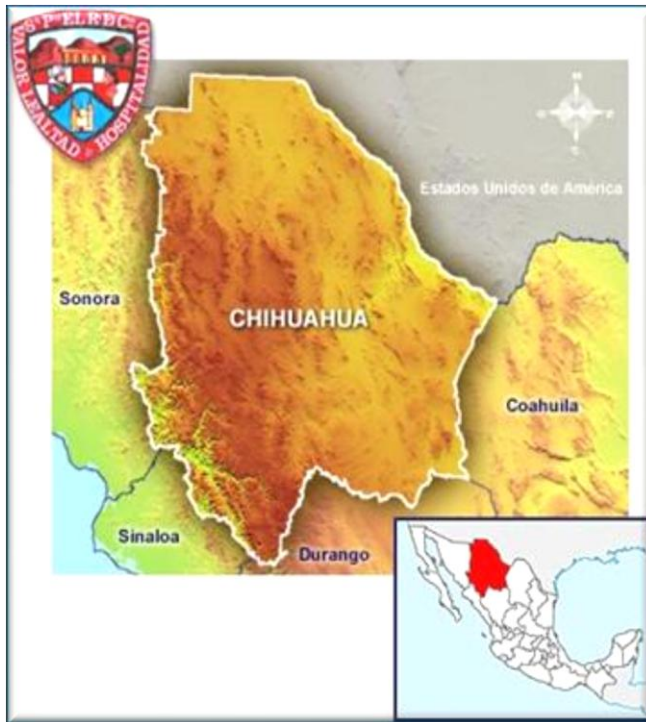 VALOR LEALTAD HOSPITALIDAD
N
O
S
Estados Unidos de América
Sonora
CHIHUAHUA
Coahuila
Sinaloa
Durango